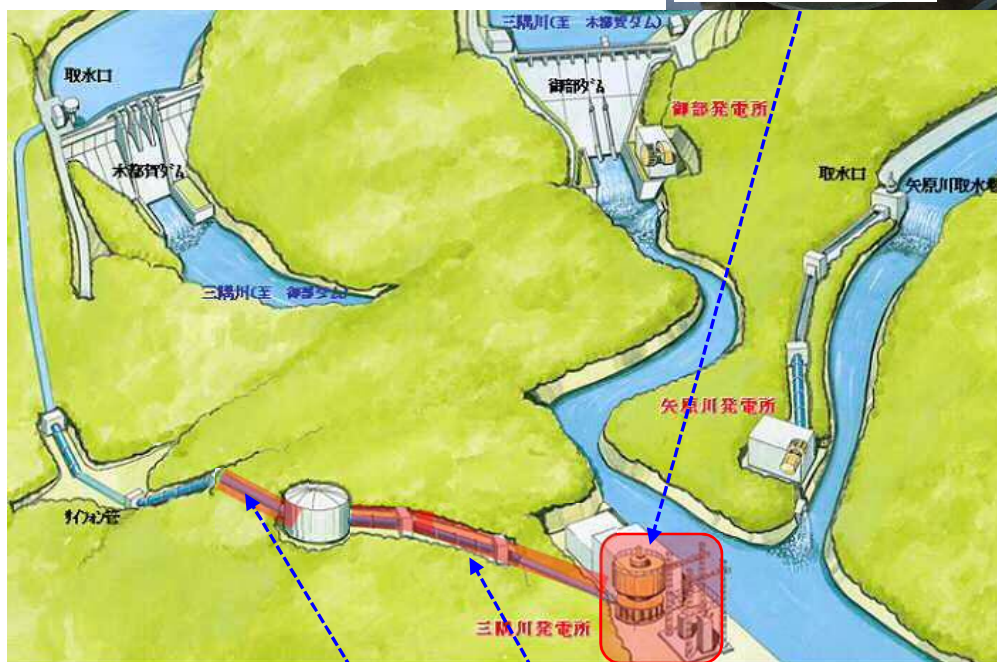 三隅川(至 木都賀ダム)
取水口
御部ダム
御部発電所
木都賀ダム
取水口
矢原川取水堰
三隅川(至 御部ダム)
矢原川発電所
サイフォン管
三隅川発電所